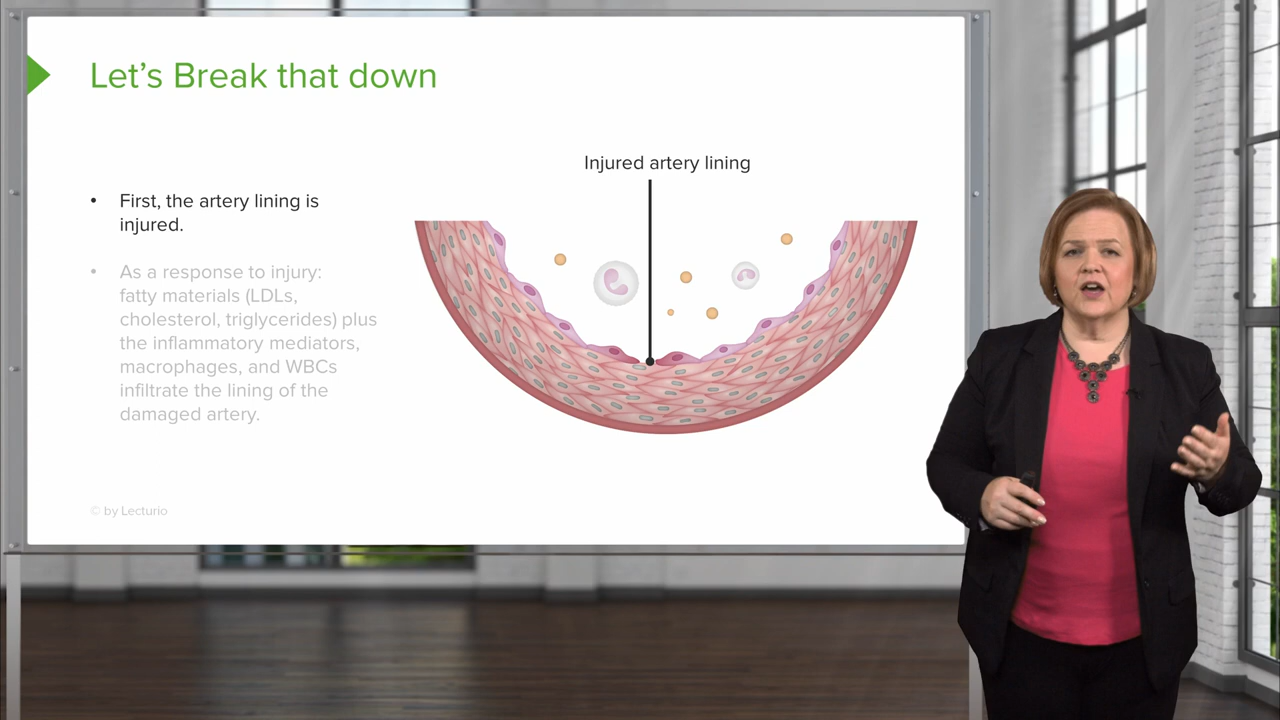 Let's Break that down
Injured artery lining
• First, the artery lining is
injured.
• As a response to injury:
fatty materials (LDLs,
cholesterol, triglycerides) plus
the inflammatory mediators,
macrophages, and WBCs
infiltrate the lining of the
damaged artery.
© by Lecturio